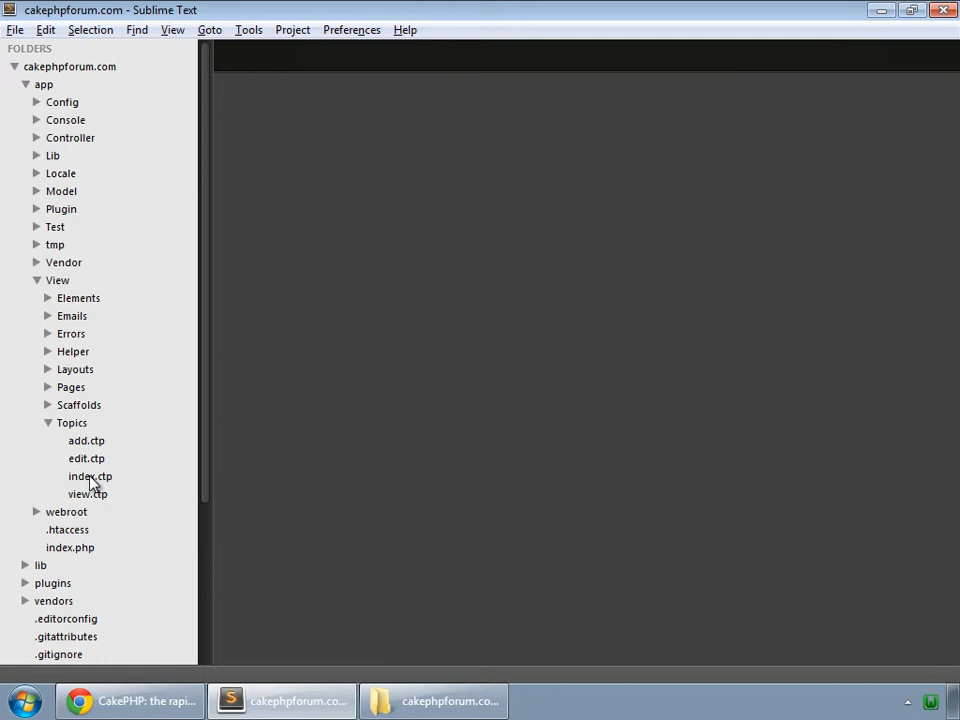 cakephpforum.com - Sublime Text
File Edit Selection Find View Goto Tools Project Preferences Help
FOLDERS
cakephpforum.com
app
Config
Console
Controller
Lib
Locale
Model
Plugin
Test
tmp
Vendor
View
Elements
Emails
Errors
Helper
Layouts
Pages
Scaffolds
Topics
add.ctp
edit.ctp
index.ctp
view.ctp
webroot
.htaccess
index.php
lib
plugins
vendors
.editorconfig
.gitattributes
.gitignore
CakePHP: the rapi... cakephpforum.co... cakephpforum.co...